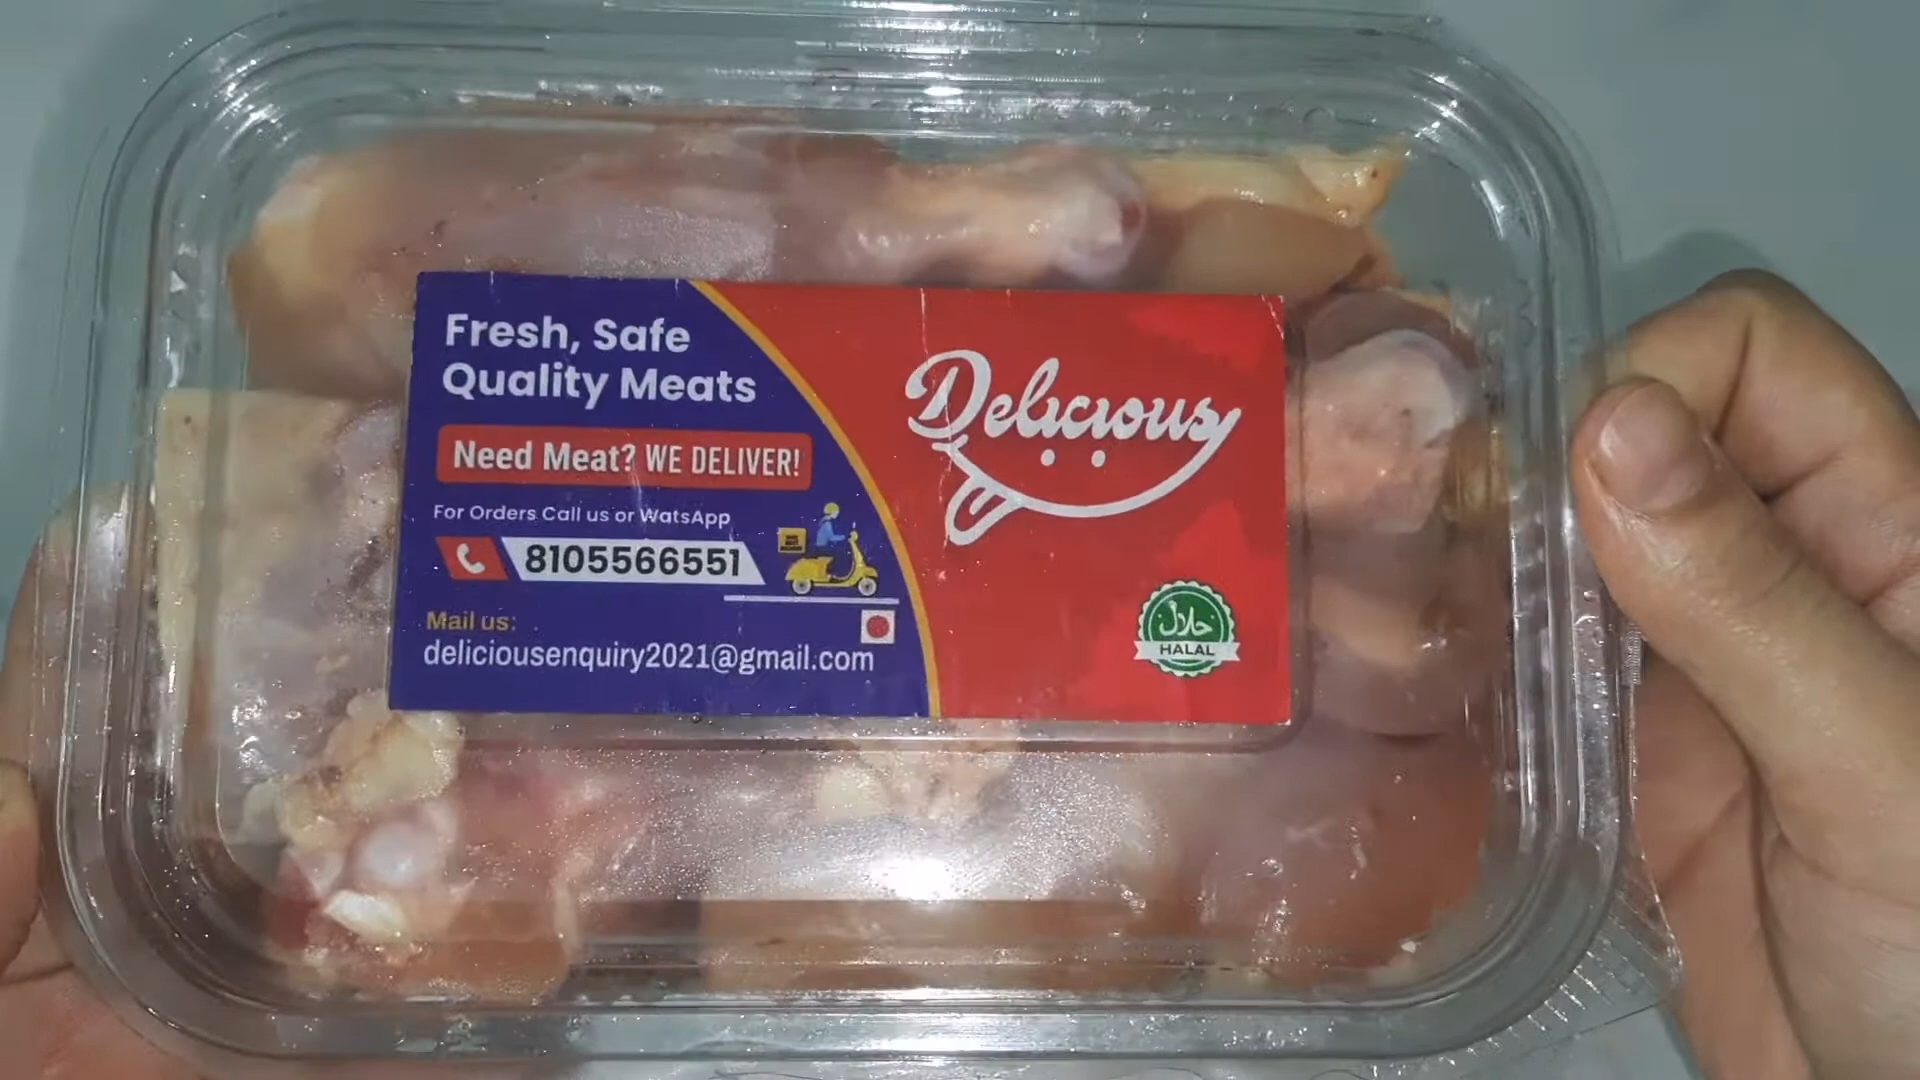 Fresh, Safe
Quality Meats
Need Meat? WE DELIVER!
For Orders Call us or WatsApp
8105566551
Mail us:
deliciousenquiry2021@gmail.com
Delicious
حلال
HALAL